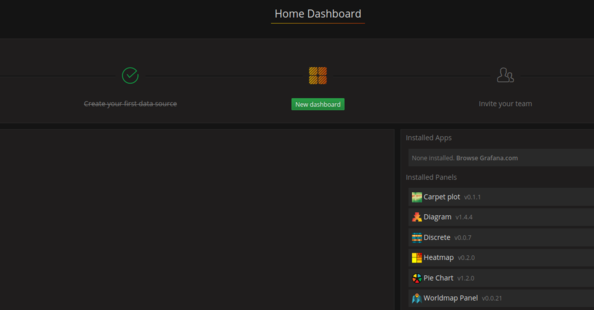 Home Dashboard
Create your first data source
New dashboard
Invite your team
Installed Apps
None installed. Browse Grafana.com
Installed Panels
Carpet plot v0.1.1
Diagram v1.4.4
Discrete v0.0.7
Heatmap v0.2.0
Pie Chart v1.2.0
Worldmap Panel v0.0.21